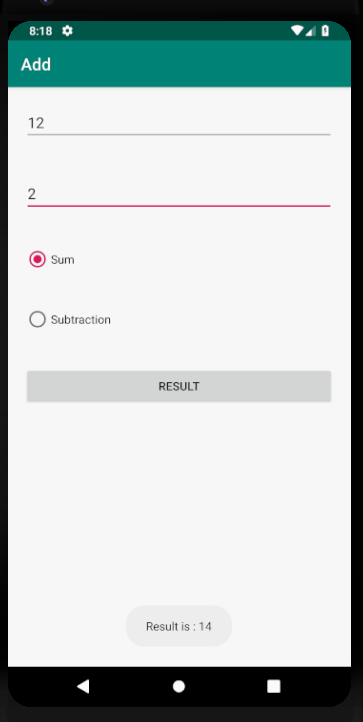 8:18
Add
12
2
Sum
Subtraction
RESULT
Result is : 14